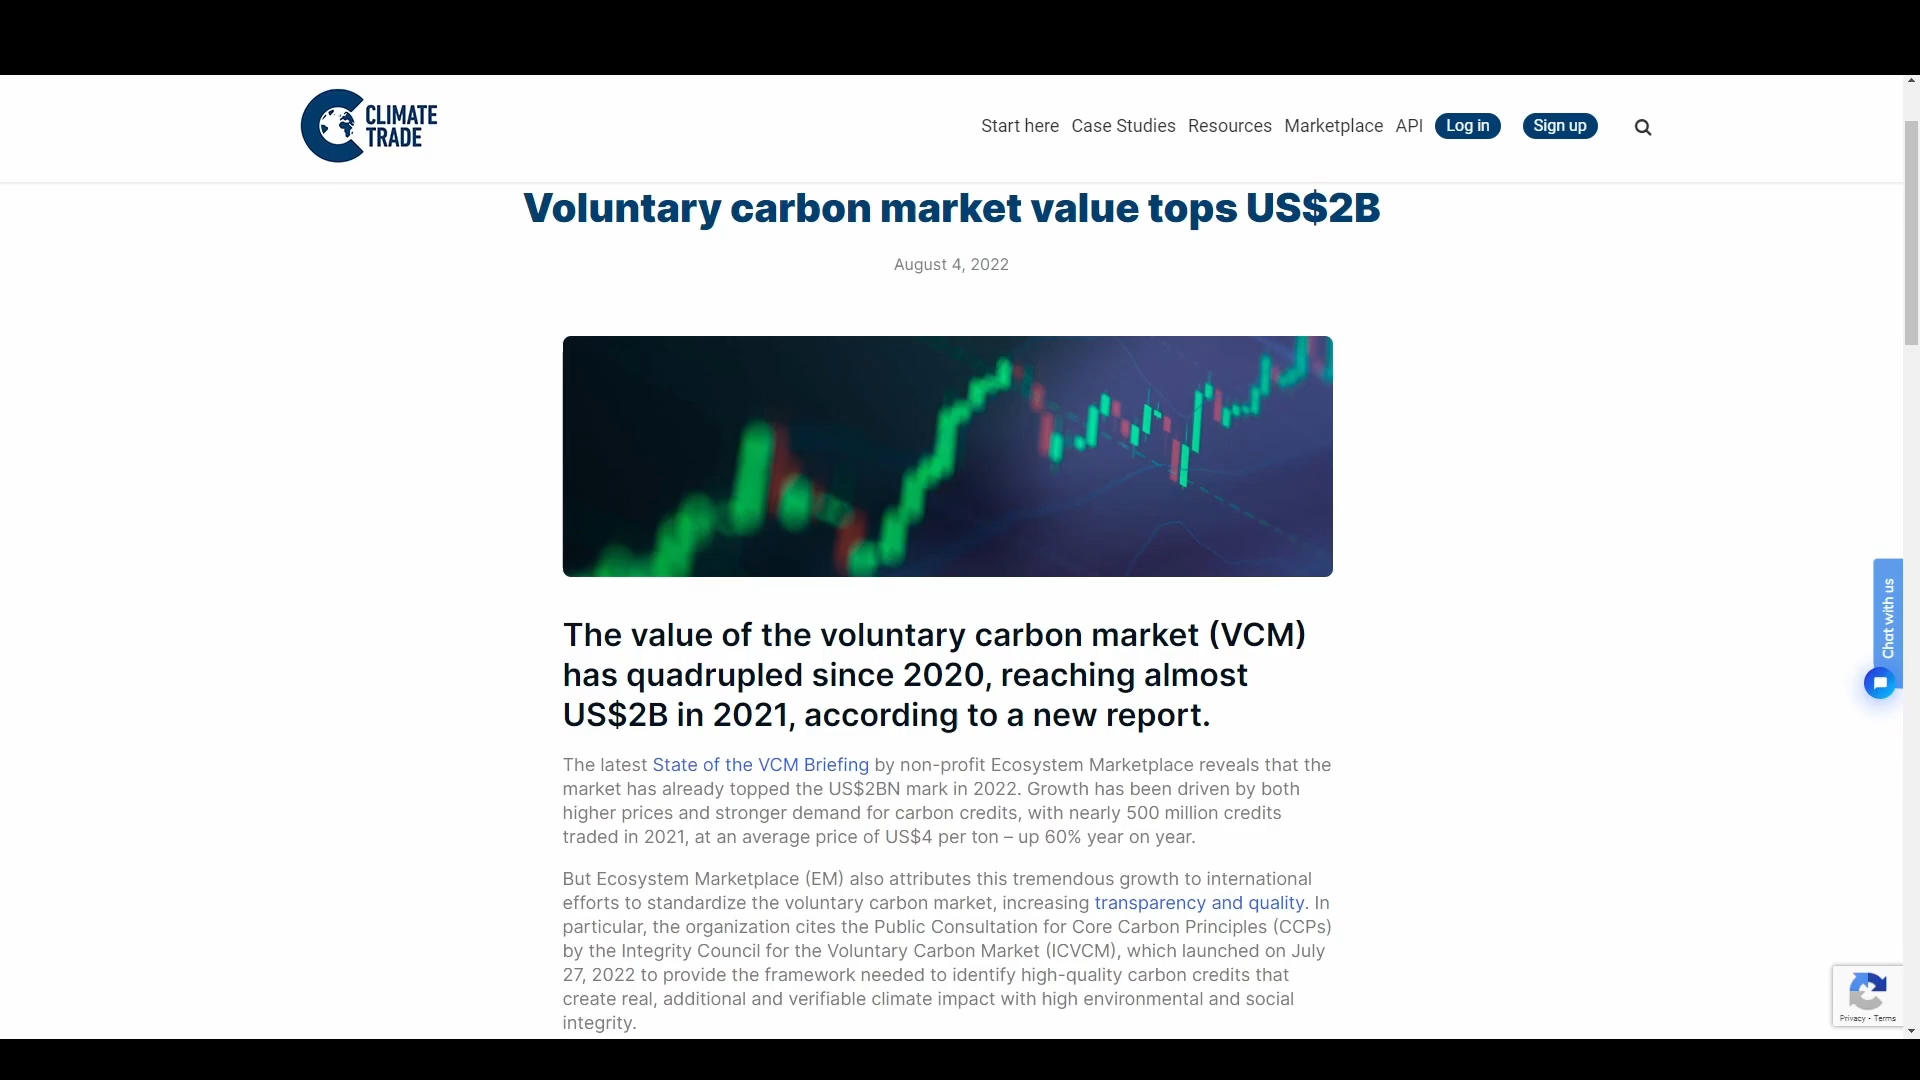 CLIMATE
TRADE
Start here Case Studies Resources Marketplace API Log in Sign up
Voluntary carbon market value tops US$2B
August 4, 2022
The value of the voluntary carbon market (VCM)
has quadrupled since 2020, reaching almost
US$2B in 2021, according to a new report.
The latest State of the VCM Briefing by non-profit Ecosystem Marketplace reveals that the
market has already topped the US$2BN mark in 2022. Growth has been driven by both
higher prices and stronger demand for carbon credits, with nearly 500 million credits
traded in 2021, at an average price of US$4 per ton – up 60% year on year.
But Ecosystem Marketplace (EM) also attributes this tremendous growth to international
efforts to standardize the voluntary carbon market, increasing transparency and quality. In
particular, the organization cites the Public Consultation for Core Carbon Principles (CCPs)
by the Integrity Council for the Voluntary Carbon Market (ICVCM), which launched on July
27, 2022 to provide the framework needed to identify high-quality carbon credits that
create real, additional and verifiable climate impact with high environmental and social
integrity.
Chat with us
Privacy - Terms